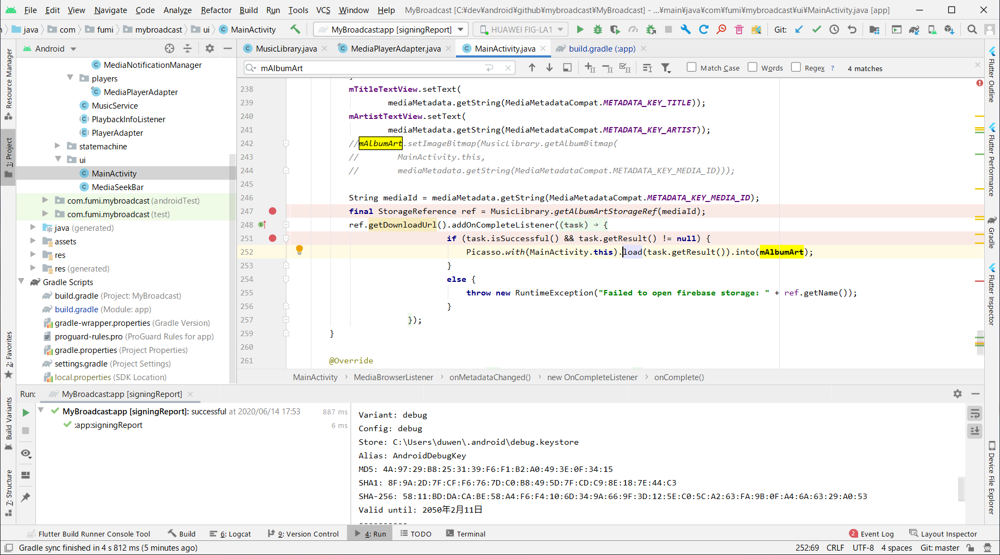 File Edit View Navigate Code Analyze Refactor Build Run Tools VCS Window Help MyBroadcast [C:¥dev¥android¥github¥mybroadcast¥MyBroadcast] - ...¥main¥java¥com¥fumi¥mybroadcast¥ui¥MainActivity.java [app]
java com fumi mybroadcast ui MainActivity MyBroadcast:app [signingReport] HUAWEI FIG-LA1 Git:
Android MusicLibrary.java MediaPlayerAdapter.java MainActivity.java build.gradle (:app)
mAlbumArt Match Case Words Regex ? 4 matches
Resource Manager
1: Project
2: Favorites
Build Variants
7: Structure
MediaNotificationManager
players
MediaPlayerAdapter
MusicService
PlaybackInfoListener
PlayerAdapter
statemachine
ui
MainActivity
MediaSeekBar
com.fumi.mybroadcast (androidTest)
com.fumi.mybroadcast (test)
java (generated)
assets
res
res (generated)
Gradle Scripts
build.gradle (Project: MyBroadcast)
build.gradle (Module: app)
gradle-wrapper.properties (Gradle Version)
proguard-rules.pro (ProGuard Rules for app)
gradle.properties (Project Properties)
settings.gradle (Project Settings)
local.properties (SDK Location)
238 mTitleTextView.setText(
239 mediaMetadata.getString(MediaMetadataCompat.METADATA_KEY_TITLE));
240 mArtistTextView.setText(
241 mediaMetadata.getString(MediaMetadataCompat.METADATA_KEY_ARTIST));
242 //mAlbumArt.setImageBitmap(MusicLibrary.getAlbumBitmap(
243 // MainActivity.this,
244 // mediaMetadata.getString(MediaMetadataCompat.METADATA_KEY_MEDIA_ID)));
245
246 String mediaId = mediaMetadata.getString(MediaMetadataCompat.METADATA_KEY_MEDIA_ID);
247 final StorageReference ref = MusicLibrary.getAlbumArtStorageRef(mediaId);
248 ref.getDownloadUrl().addOnCompleteListener((task) → {
251 if (task.isSuccessful() && task.getResult() != null) {
252 Picasso.with(MainActivity.this).load(task.getResult()).into(mAlbumArt);
253 }
254 else {
255 throw new RuntimeException("Failed to open firebase storage: " + ref.getName());
256 }
257 });
259 }
260
261 @Override
MainActivity › MediaBrowserListener › onMetadataChanged() › new OnCompleteListener › onComplete()
Flutter Outline
Flutter Performance
Gradle
Flutter Inspector
Device File Explorer
Run: MyBroadcast:app [signingReport]
MyBroadcast:app [signingReport]: successful at 2020/06/14 17:53 887 ms
:app:signingReport 6 ms
Variant: debug
Config: debug
Store: C:\Users\duwen\.android\debug.keystore
Alias: AndroidDebugKey
MD5: 4A:97:29:B8:25:31:39:F6:F1:B2:A0:49:3E:0F:34:15
SHA1: 8F:9A:2D:7F:CF:F6:76:7D:C0:B8:49:5D:7F:CD:C9:8E:18:7E:44:C3
SHA-256: 58:11:BD:DA:CA:BE:58:A4:F6:F4:10:6D:34:9A:66:9F:3D:12:5E:C0:5C:A2:63:FA:9B:0F:A4:6A:63:29:A0:53
Valid until: 2050年2月11日
----------
Flutter Build Runner Console Tool Build 6: Logcat 9: Version Control 4: Run TODO Terminal 2 Event Log Layout Inspector
Gradle sync finished in 4 s 812 ms (5 minutes ago) 252:69 CRLF UTF-8 4 spaces Git: master